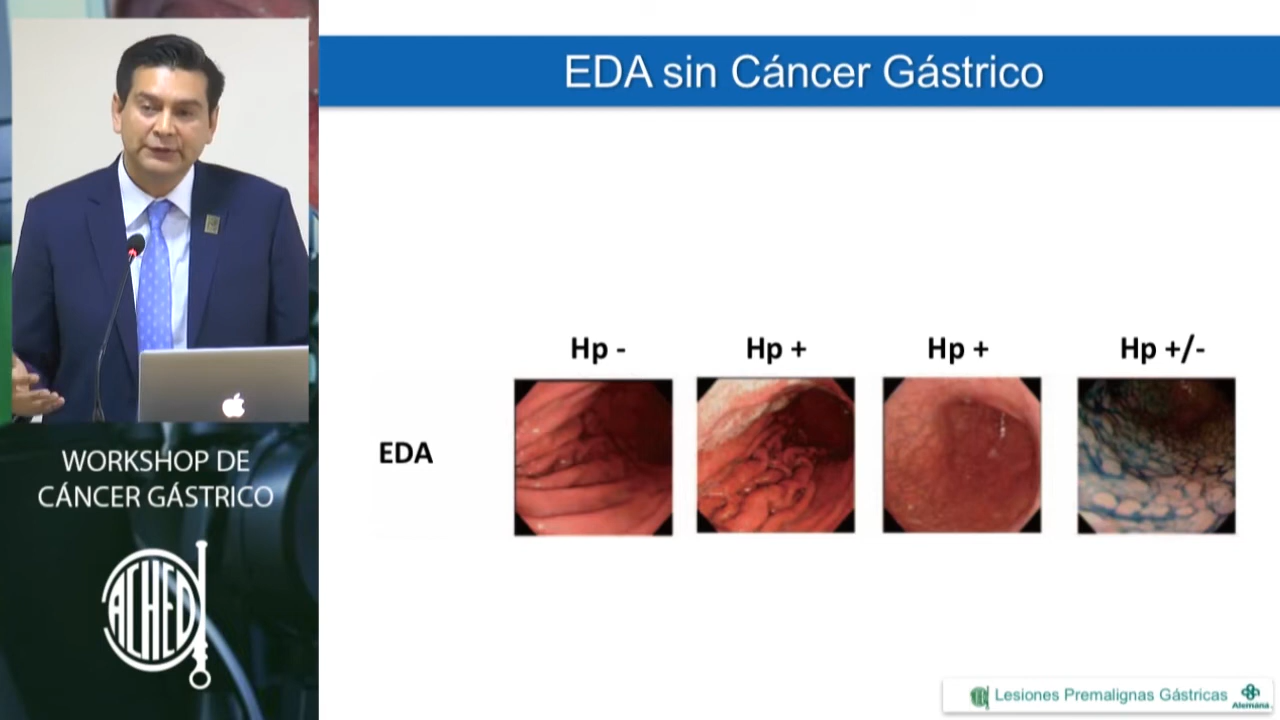 EDA sin Cáncer Gástrico
Hp -
Hp +
Hp +
Hp +/-
EDA
WORKSHOP DE
CÁNCER GÁSTRICO
ACHED
Lesiones Premalignas Gástricas
Alemana